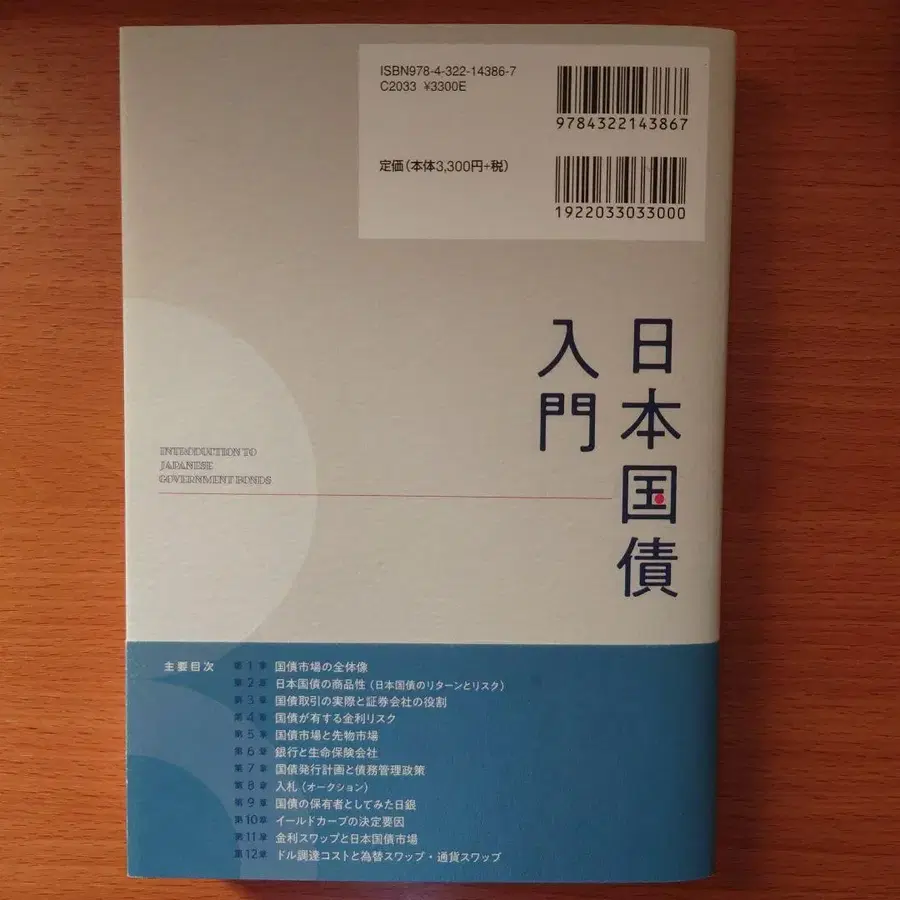 ISBN978-4-322-14386-7
C2033 ¥3300E
9784322143867
定価(本体3,300円+税)
1922033033000
日本国債
入門
INTRODUCTION TO
JAPANESE
GOVERNMENT BONDS
主要目次
第1章 国債市場の全体像
第2章 日本国債の商品性(日本国債のリターンとリスク)
第3章 国債取引の実際と証券会社の役割
第4章 国債が有する金利リスク
第5章 国債市場と先物市場
第6章 銀行と生命保険会社
第7章 国債発行計画と債務管理政策
第8章 入札(オークション)
第9章 国債の保有者としてみた日銀
第10章 イールドカーブの決定要因
第11章 金利スワップと日本国債市場
第12章 ドル調達コストと為替スワップ・通貨スワップ